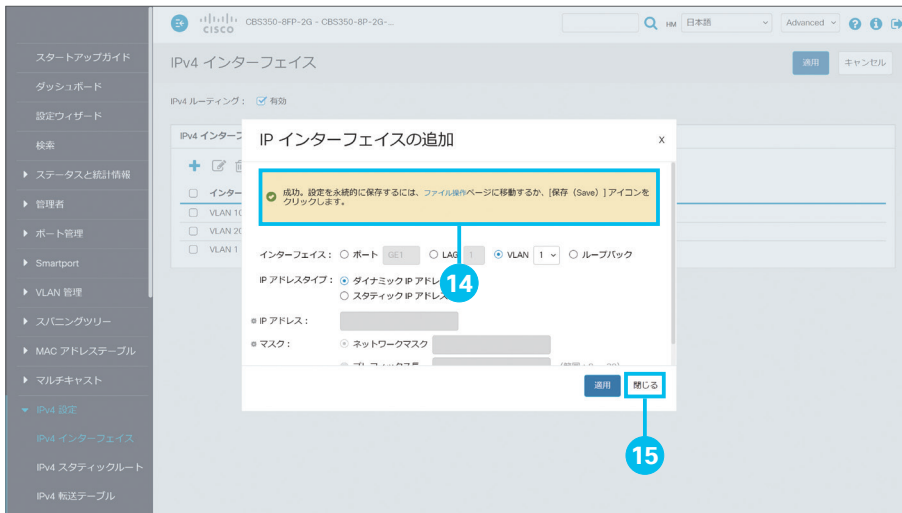 CISCO
CBS350-8FP-2G - CBS350-8P-2G-...
HM
日本語
Advanced
スタートアップガイド
ダッシュボード
設定ウィザード
検索
ステータスと統計情報
管理者
ポート管理
Smartport
VLAN 管理
スパニングツリー
MAC アドレステーブル
マルチキャスト
IPv4 設定
IPv4 インターフェイス
IPv4 スタティックルート
IPv4 転送テーブル
IPv4 インターフェイス
適用
キャンセル
IPv4 ルーティング： 有効
IPv4 インターフ
インター
VLAN 10
VLAN 20
VLAN 1
IP インターフェイスの追加
x
成功。設定を永続的に保存するには、ファイル操作ページに移動するか、[保存（Save）] アイコンを
クリックします。
14
インターフェイス： ポート GE1 LAG 1 VLAN 1 ループバック
IP アドレスタイプ： ダイナミック IP アドレ
スタティック IP アドレス
IP アドレス：
マスク： ネットワークマスク
適用
閉じる
15